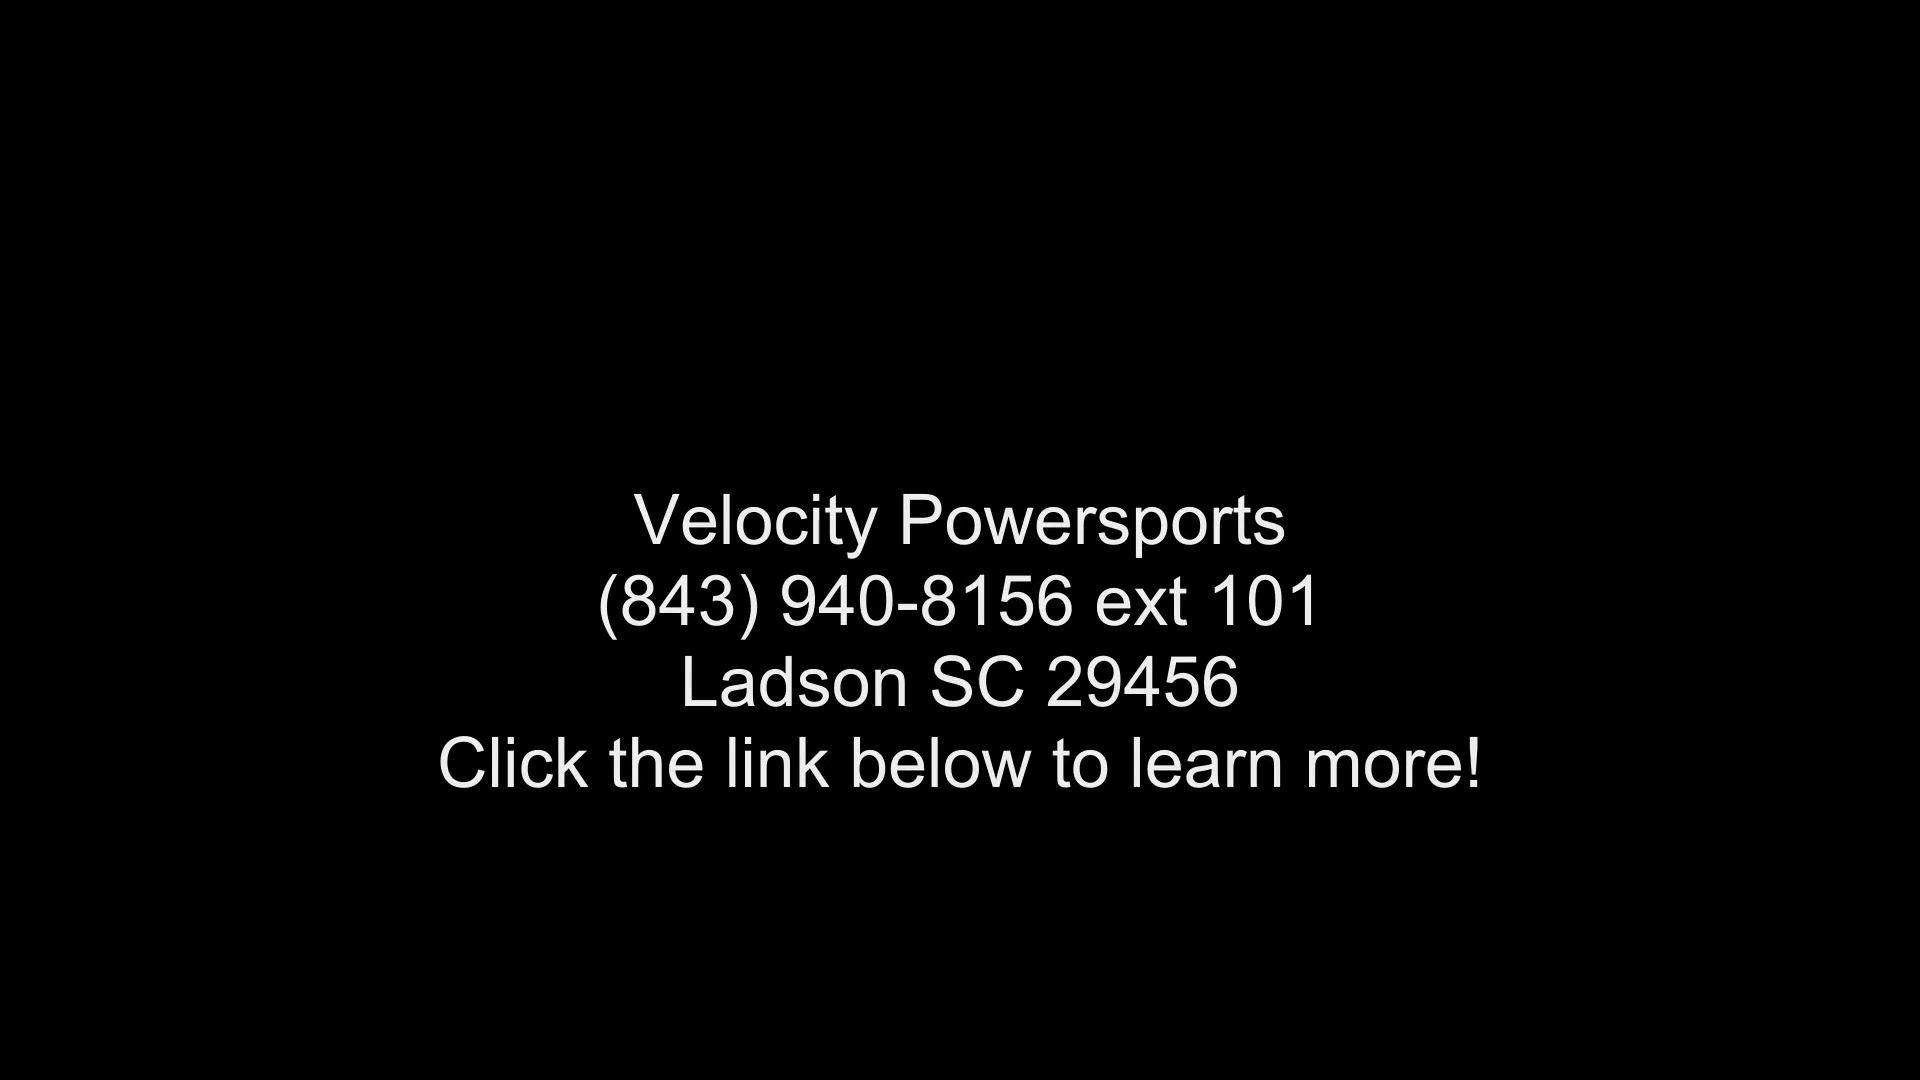 Velocity Powersports
(843) 940-8156 ext 101
Ladson SC 29456
Click the link below to learn more!